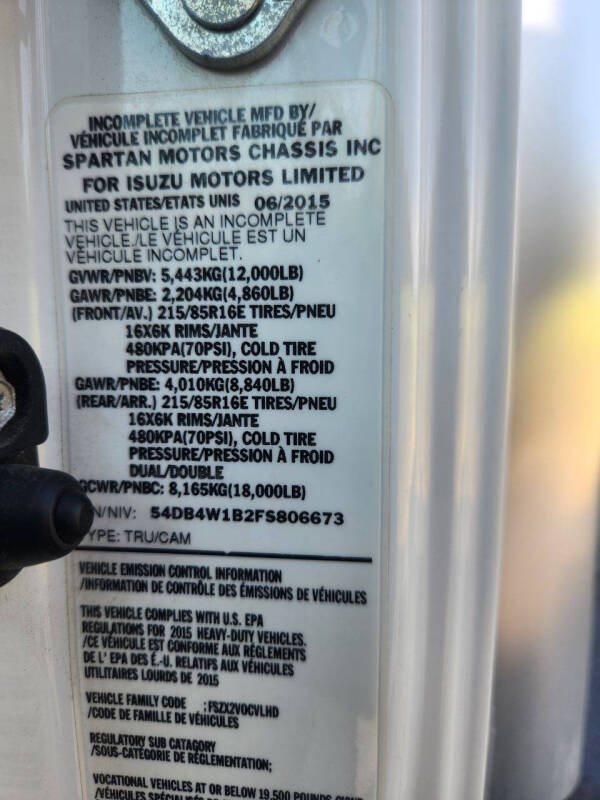 INCOMPLETE VEHICLE MFD BY/
VÉHICULE INCOMPLET FABRIQUÉ PAR
SPARTAN MOTORS CHASSIS INC
FOR ISUZU MOTORS LIMITED
UNITED STATES/ETATS UNIS 06/2015
THIS VEHICLE IS AN INCOMPLETE
VEHICLE./LE VÉHICULE EST UN
VÉHICULE INCOMPLET.
GVWR/PNBV: 5,443KG(12,000LB)
GAWR/PNBE: 2,204KG(4,860LB)
(FRONT/AV.) 215/85R16E TIRES/PNEU
16X6K RIMS/JANTE
480KPA(70PSI), COLD TIRE
PRESSURE/PRESSION À FROID
GAWR/PNBE: 4,010KG(8,840LB)
(REAR/ARR.) 215/85R16E TIRES/PNEU
16X6K RIMS/JANTE
480KPA(70PSI), COLD TIRE
PRESSURE/PRESSION À FROID
DUAL/DOUBLE
GCWR/PNBC: 8,165KG(18,000LB)
N/NIV: 54DB4W1B2FS806673
YPE: TRU/CAM
VEHICLE EMISSION CONTROL INFORMATION
/INFORMATION DE CONTRÔLE DES ÉMISSIONS DE VÉHICULES
THIS VEHICLE COMPLIES WITH U.S. EPA
REGULATIONS FOR 2015 HEAVY-DUTY VEHICLES.
/CE VÉHICULE EST CONFORME AUX RÈGLEMENTS
DE L' EPA DES É.-U. RELATIFS AUX VÉHICULES
UTILITAIRES LOURDS DE 2015
VEHICLE FAMILY CODE :FSZX2VOCVLHD
/CODE DE FAMILLE DE VÉHICULES
REGULATORY SUB CATAGORY
/SOUS-CATÉGORIE DE RÉGLEMENTATION;
VOCATIONAL VEHICLES AT OR BELOW 19,500 POUNDS
/VÉHICULES